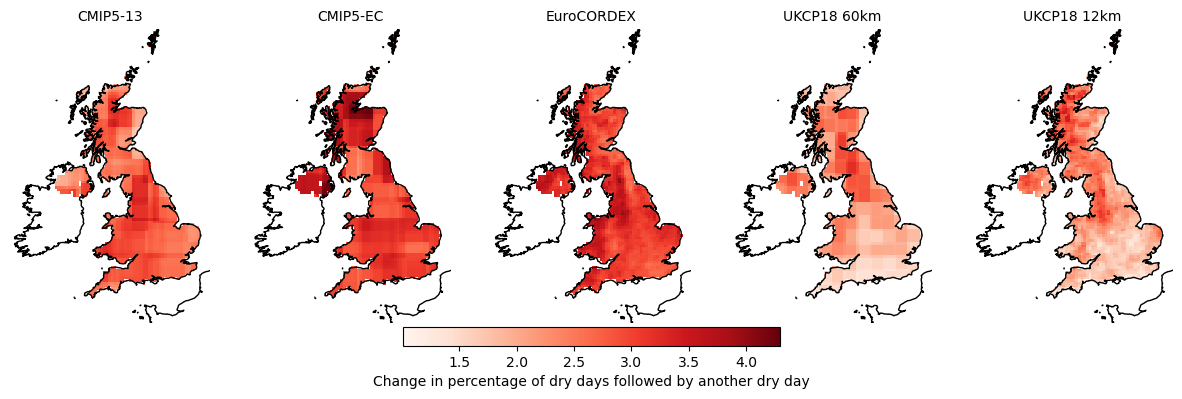 CMIP5-13
CMIP5-EC
EuroCORDEX
UKCP18 60km
UKCP18 12km
1.5 2.0 2.5 3.0 3.5 4.0
Change in percentage of dry days followed by another dry day